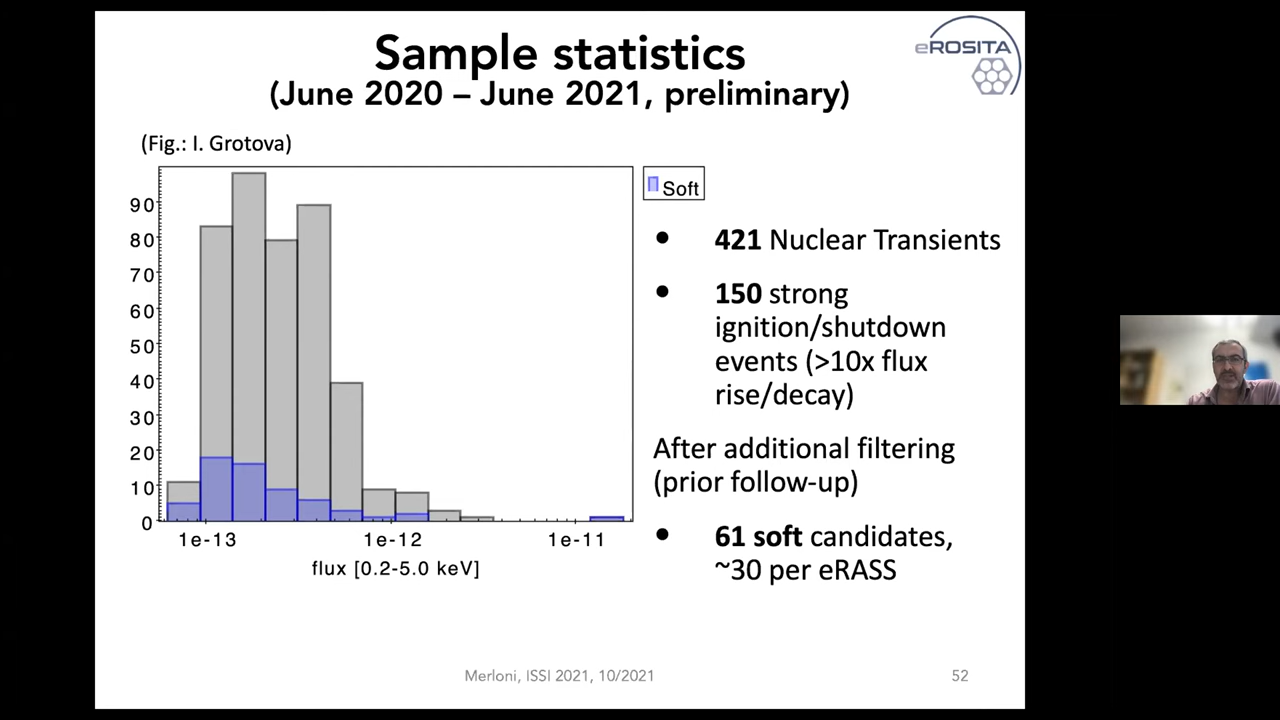 Sample statistics
(June 2020 – June 2021, preliminary)
eROSITA
(Fig.: I. Grotova)
90
80
70
60
50
40
30
20
10
0
1e-13
1e-12
1e-11
flux [0.2-5.0 keV]
Soft
• 421 Nuclear Transients
• 150 strong
ignition/shutdown
events (>10x flux
rise/decay)
After additional filtering
(prior follow-up)
• 61 soft candidates,
~30 per eRASS
Merloni, ISSI 2021, 10/2021
52